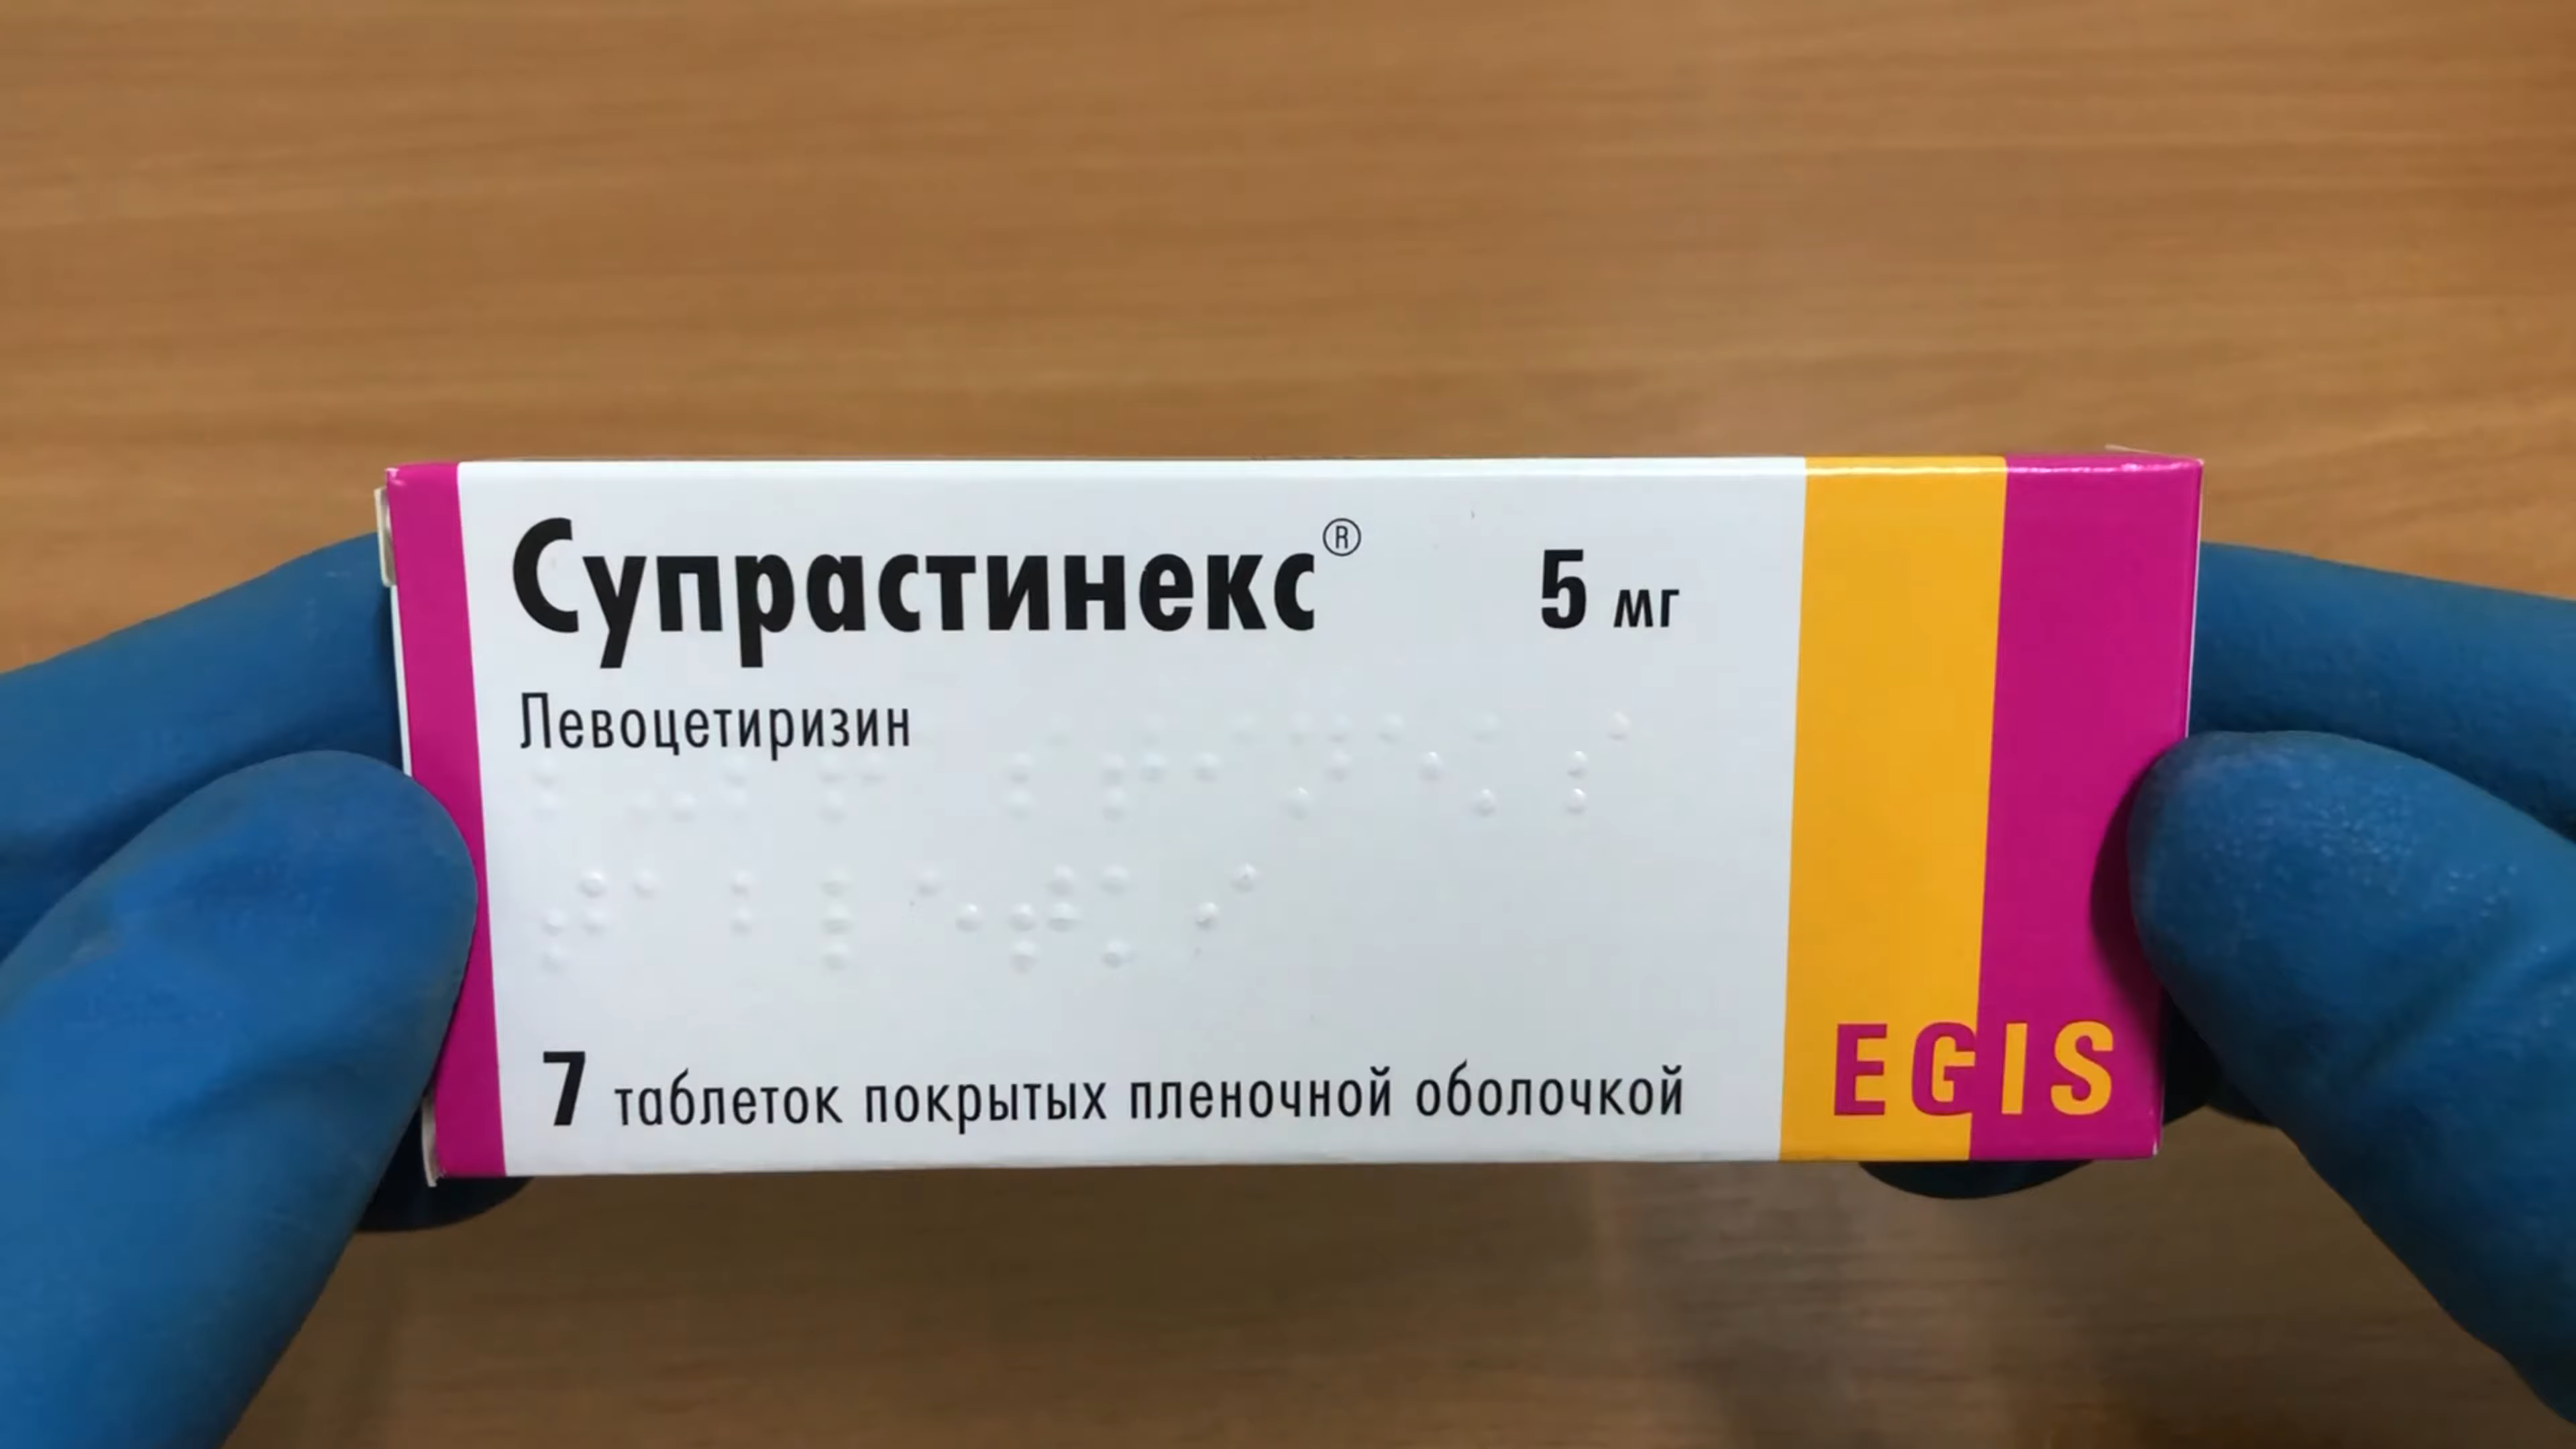 Супрастинекс® 5 мг
Левоцетиризин
7 таблеток покрытых пленочной оболочкой
EGIS